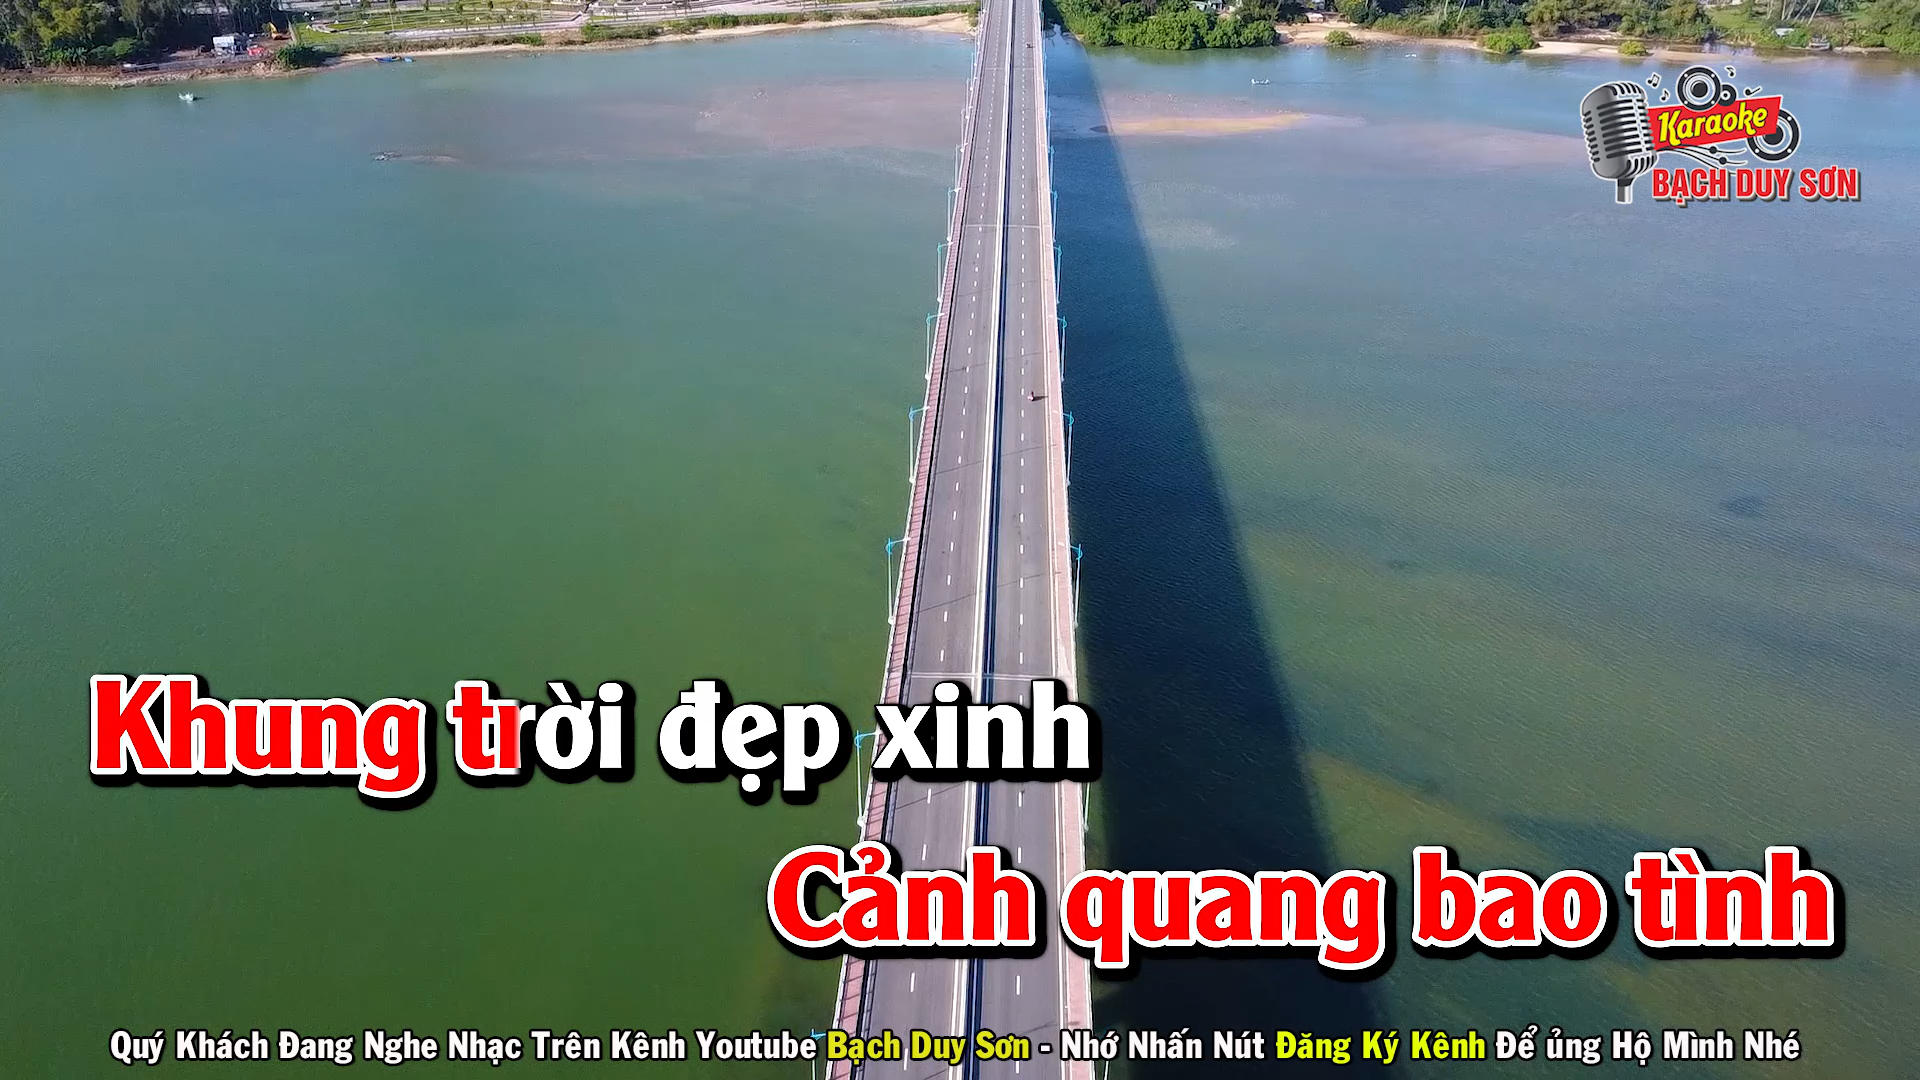 Karaoke
BẠCH DUY SƠN
Khung trời đẹp xinh
Cảnh quang bao tình
Quý Khách Đang Nghe Nhạc Trên Kênh Youtube Bạch Duy Sơn - Nhớ Nhấn Nút Đăng Ký Kênh Để ủng Hộ Mình Nhé